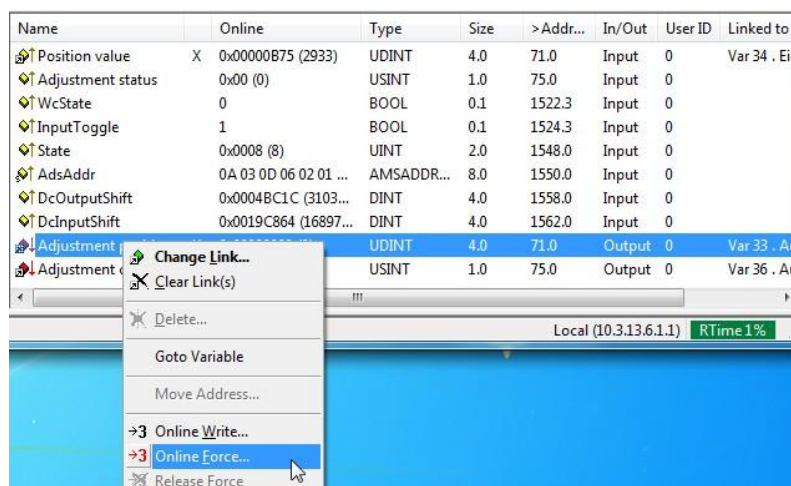 Name Online Type Size >Addr... In/Out User ID Linked to
Position value X 0x00000B75 (2933) UDINT 4.0 71.0 Input 0 Var 34 . Ei
Adjustment status 0x00 (0) USINT 1.0 75.0 Input 0
WcState 0 BOOL 0.1 1522.3 Input 0
InputToggle 1 BOOL 0.1 1524.3 Input 0
State 0x0008 (8) UINT 2.0 1548.0 Input 0
AdsAddr 0A 03 0D 06 02 01 ... AMSADDR... 8.0 1550.0 Input 0
DcOutputShift 0x0004BC1C (3103... DINT 4.0 1558.0 Input 0
DcInputShift 0x0019C864 (16897... DINT 4.0 1562.0 Input 0
Adjustment UDINT 4.0 71.0 Output 0 Var 33 . A
Adjustment USINT 1.0 75.0 Output 0 Var 36 . A
Change Link...
Clear Link(s)
Delete...
Local (10.3.13.6.1.1) RTime 1%
Goto Variable
Move Address...
→3 Online Write...
→3 Online Force...
Release Force